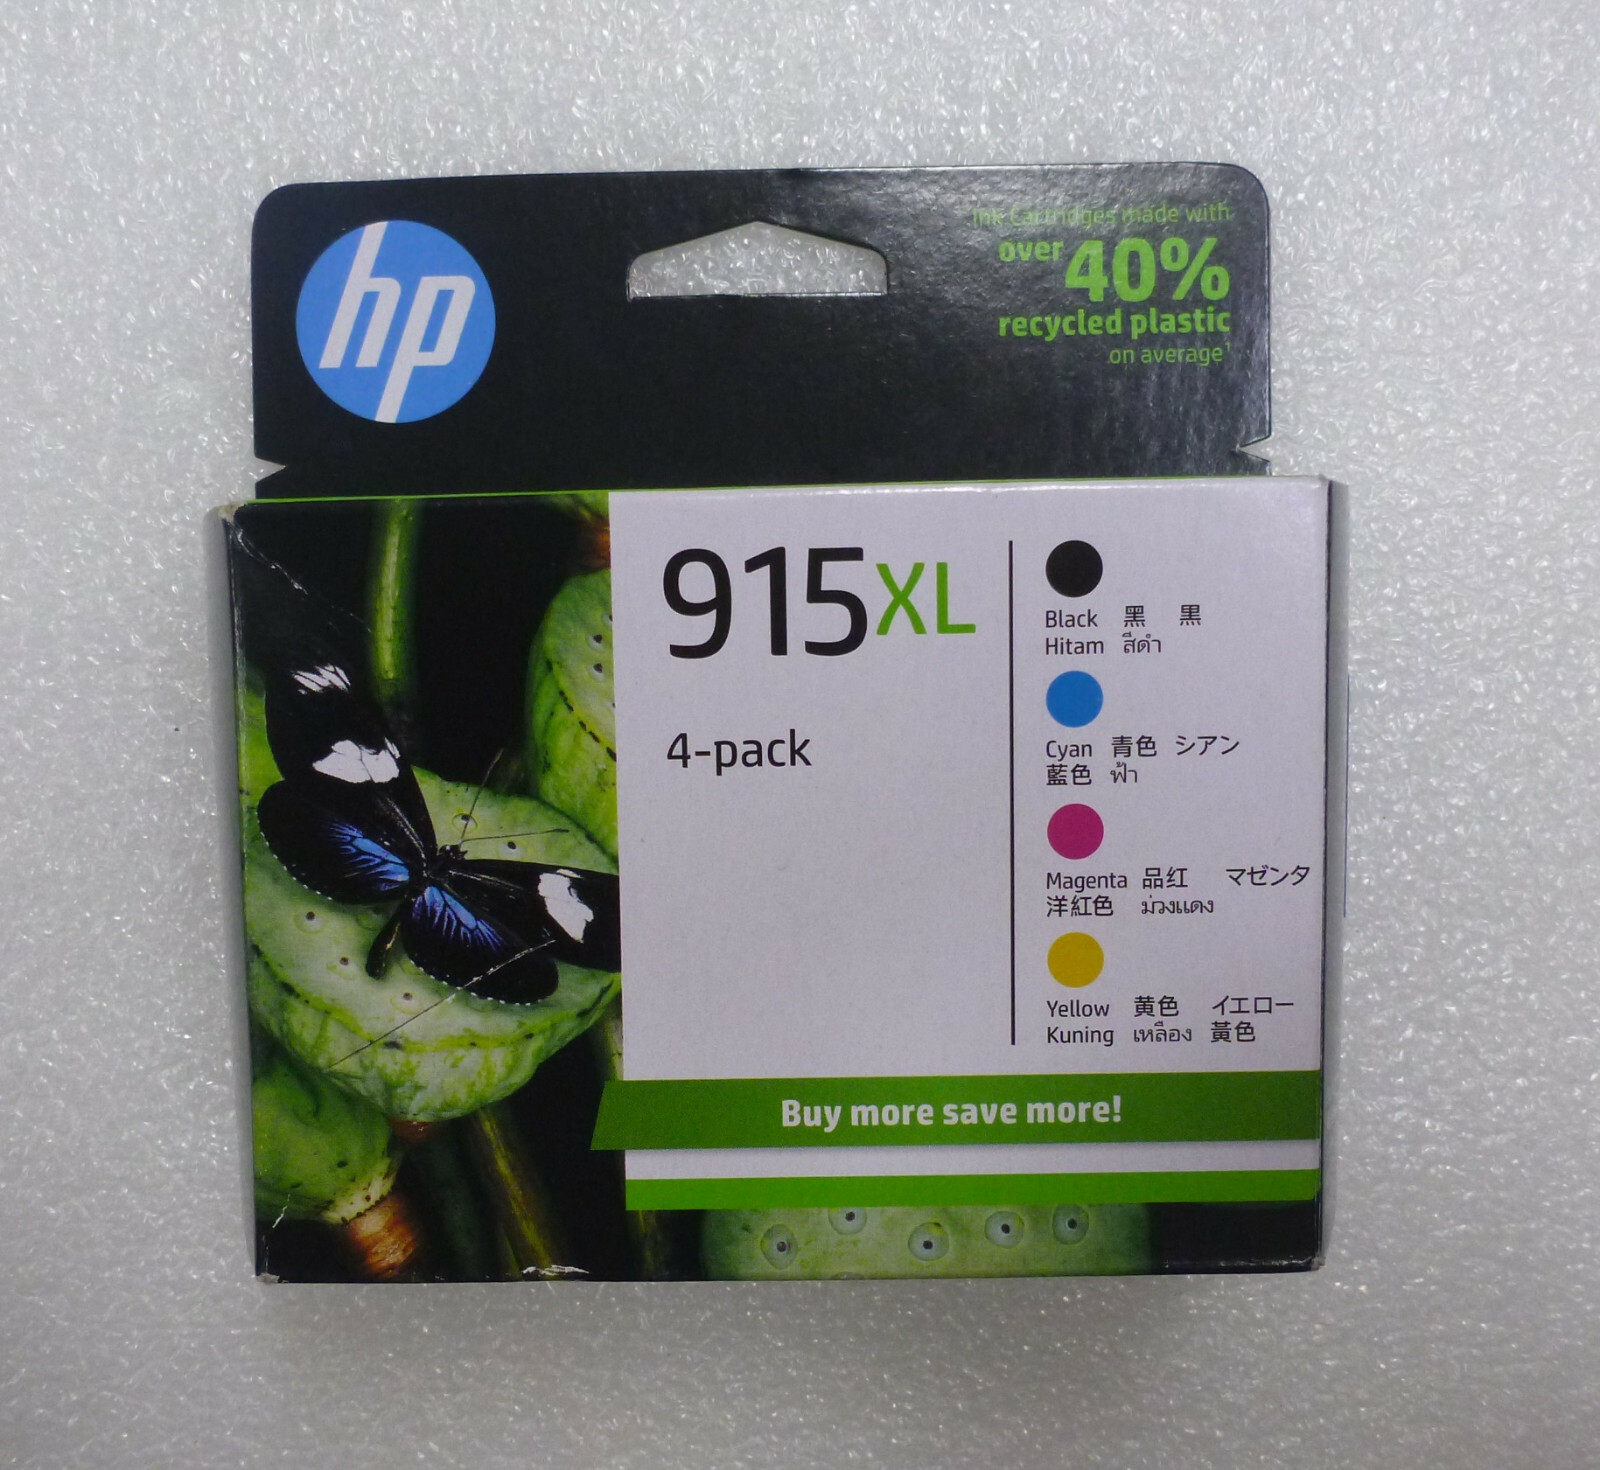 hp
Ink Cartridges made with
over 40%
recycled plastic
on average¹
915XL
4-pack
Black 黑 黒
Hitam สีดำ
Cyan 青色 シアン
藍色 ฟ้า
Magenta 品红 マゼンタ
洋紅色 ม่วงแดง
Yellow 黄色 イエロー
Kuning เหลือง 黃色
Buy more save more!